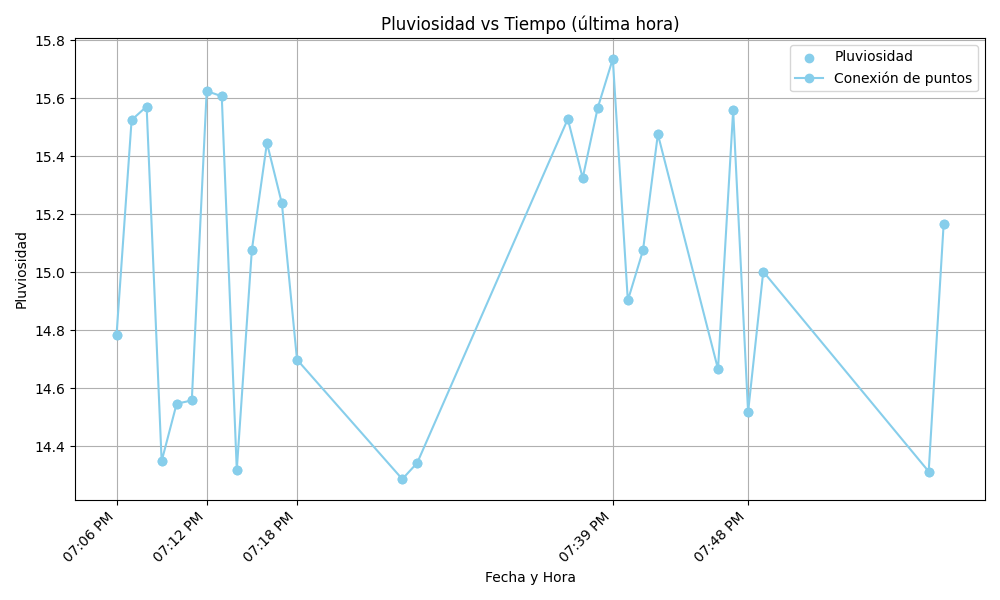 Pluviosidad vs Tiempo (última hora)
Pluviosidad
Conexión de puntos
Pluviosidad
15.8
15.6
15.4
15.2
15.0
14.8
14.6
14.4
07:06 PM
07:12 PM
07:18 PM
07:39 PM
07:48 PM
Fecha y Hora